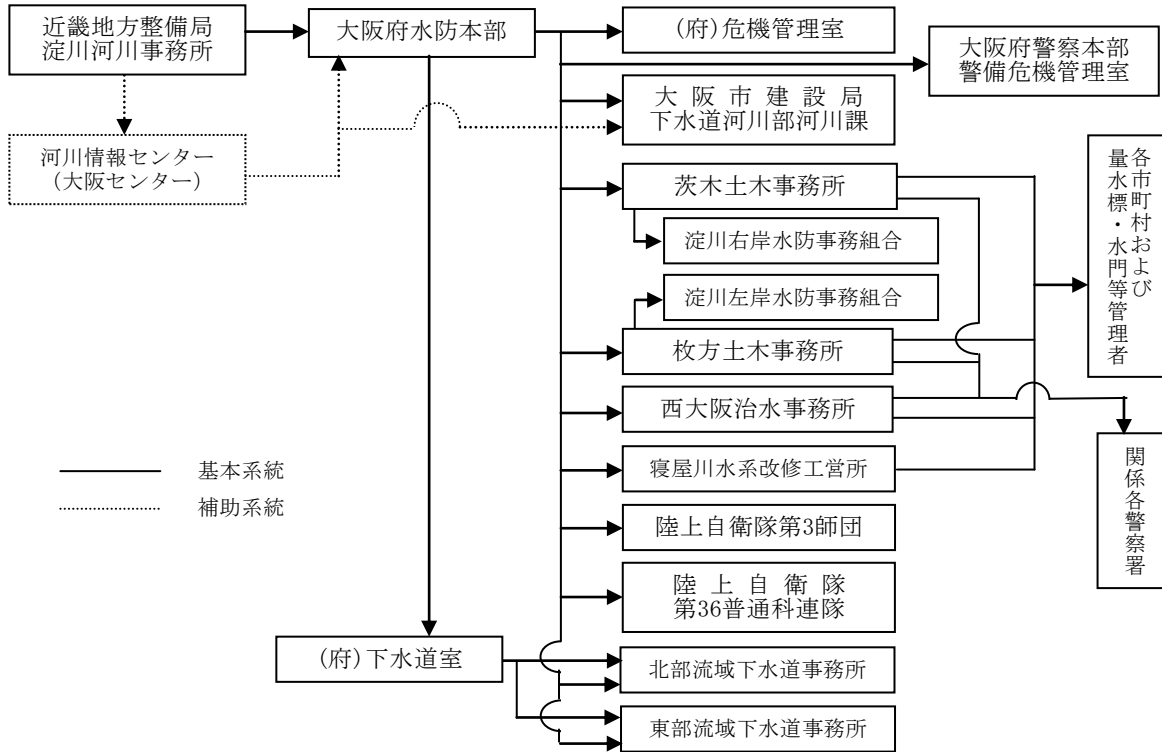 近畿地方整備局
淀川河川事務所
大阪府水防本部
(府)危機管理室
大阪府警察本部
警備危機管理室
大阪市建設局
下水道河川部河川課
河川情報センター
(大阪センター)
茨木土木事務所
淀川右岸水防事務組合
淀川左岸水防事務組合
枚方土木事務所
西大阪治水事務所
寝屋川水系改修工営所
各市町村および
量水標・水門等管理者
関係各警察署
基本系統
補助系統
陸上自衛隊第3師団
陸上自衛隊
第36普通科連隊
(府)下水道室
北部流域下水道事務所
東部流域下水道事務所